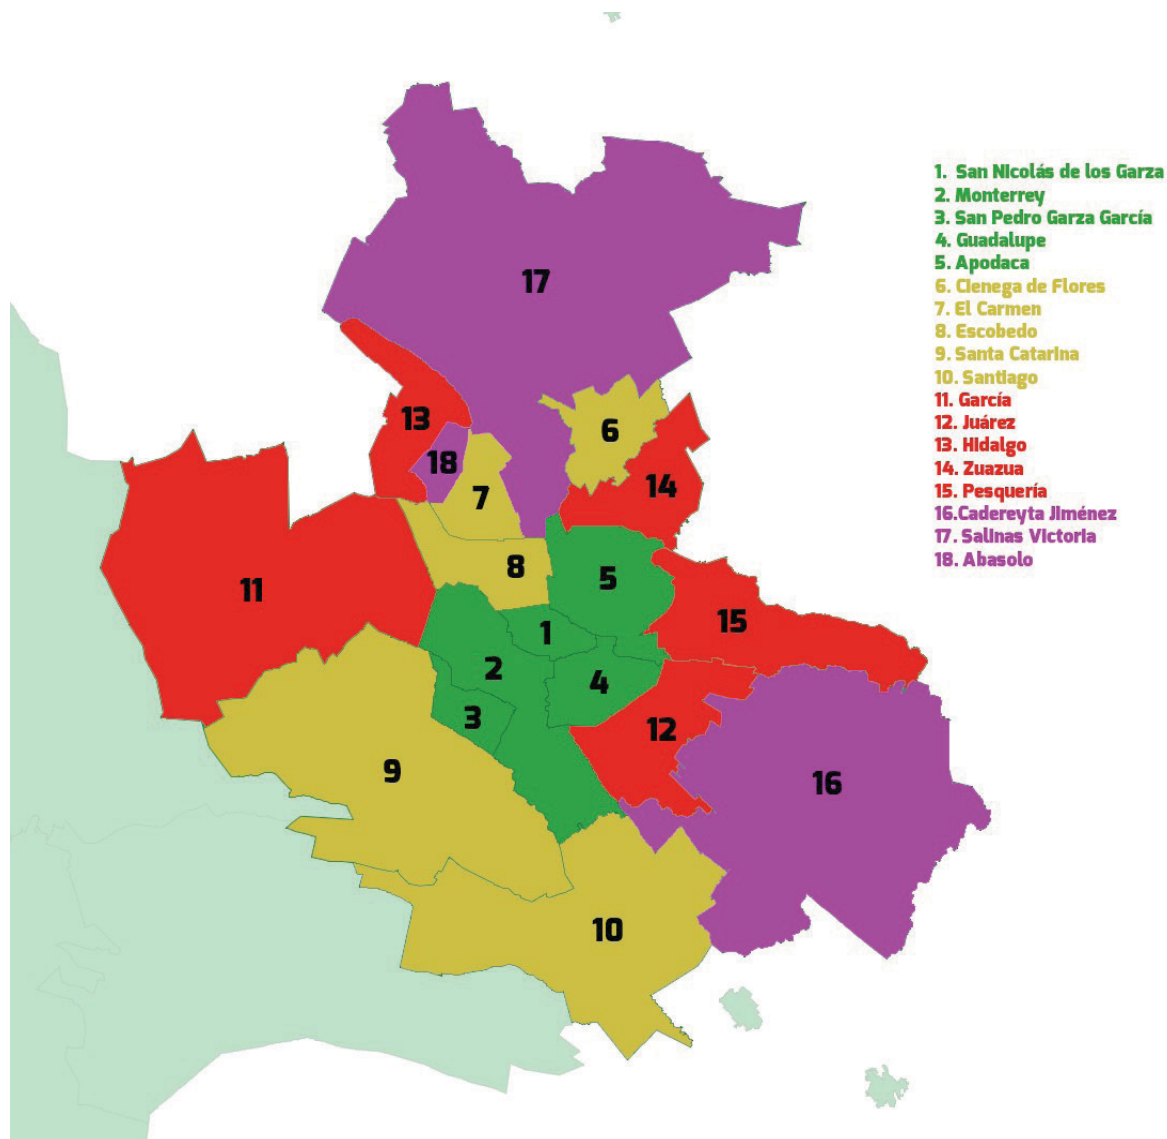 17
13
6
18
7
14
8
5
11
1
15
2
4
3
12
9
16
10
1. San Nicolás de los Garza
2. Monterrey
3. San Pedro Garza García
4. Guadalupe
5. Apodaca
6. Cienega de Flores
7. El Carmen
8. Escobedo
9. Santa Catarina
10. Santiago
11. García
12. Juárez
13. Hidalgo
14. Zuazua
15. Pesquería
16.Cadereyta Jiménez
17. Salinas Victoria
18. Abasolo